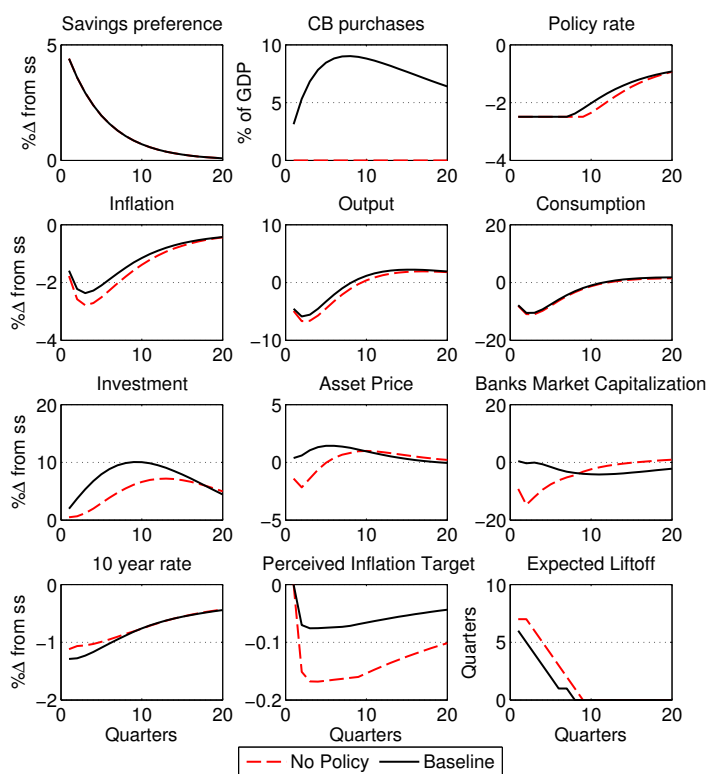 Savings preference
CB purchases
Policy rate
%Δ from ss
5
0
0 10 20
% of GDP
10
5
0
0 10 20
0
−2
−4
0 10 20
Inflation
Output
Consumption
%Δ from ss
0
−2
−4
0 10 20
10
0
−10
0 10 20
20
0
−20
0 10 20
Investment
Asset Price
Banks Market Capitalization
%Δ from ss
20
10
0
0 10 20
5
0
−5
0 10 20
20
0
−20
0 10 20
10 year rate
Perceived Inflation Target
Expected Liftoff
%Δ from ss
0
−1
−2
0 10 20
Quarters
0
−0.1
−0.2
0 10 20
Quarters
Quarters
10
5
0
0 10 20
Quarters
No Policy
Baseline